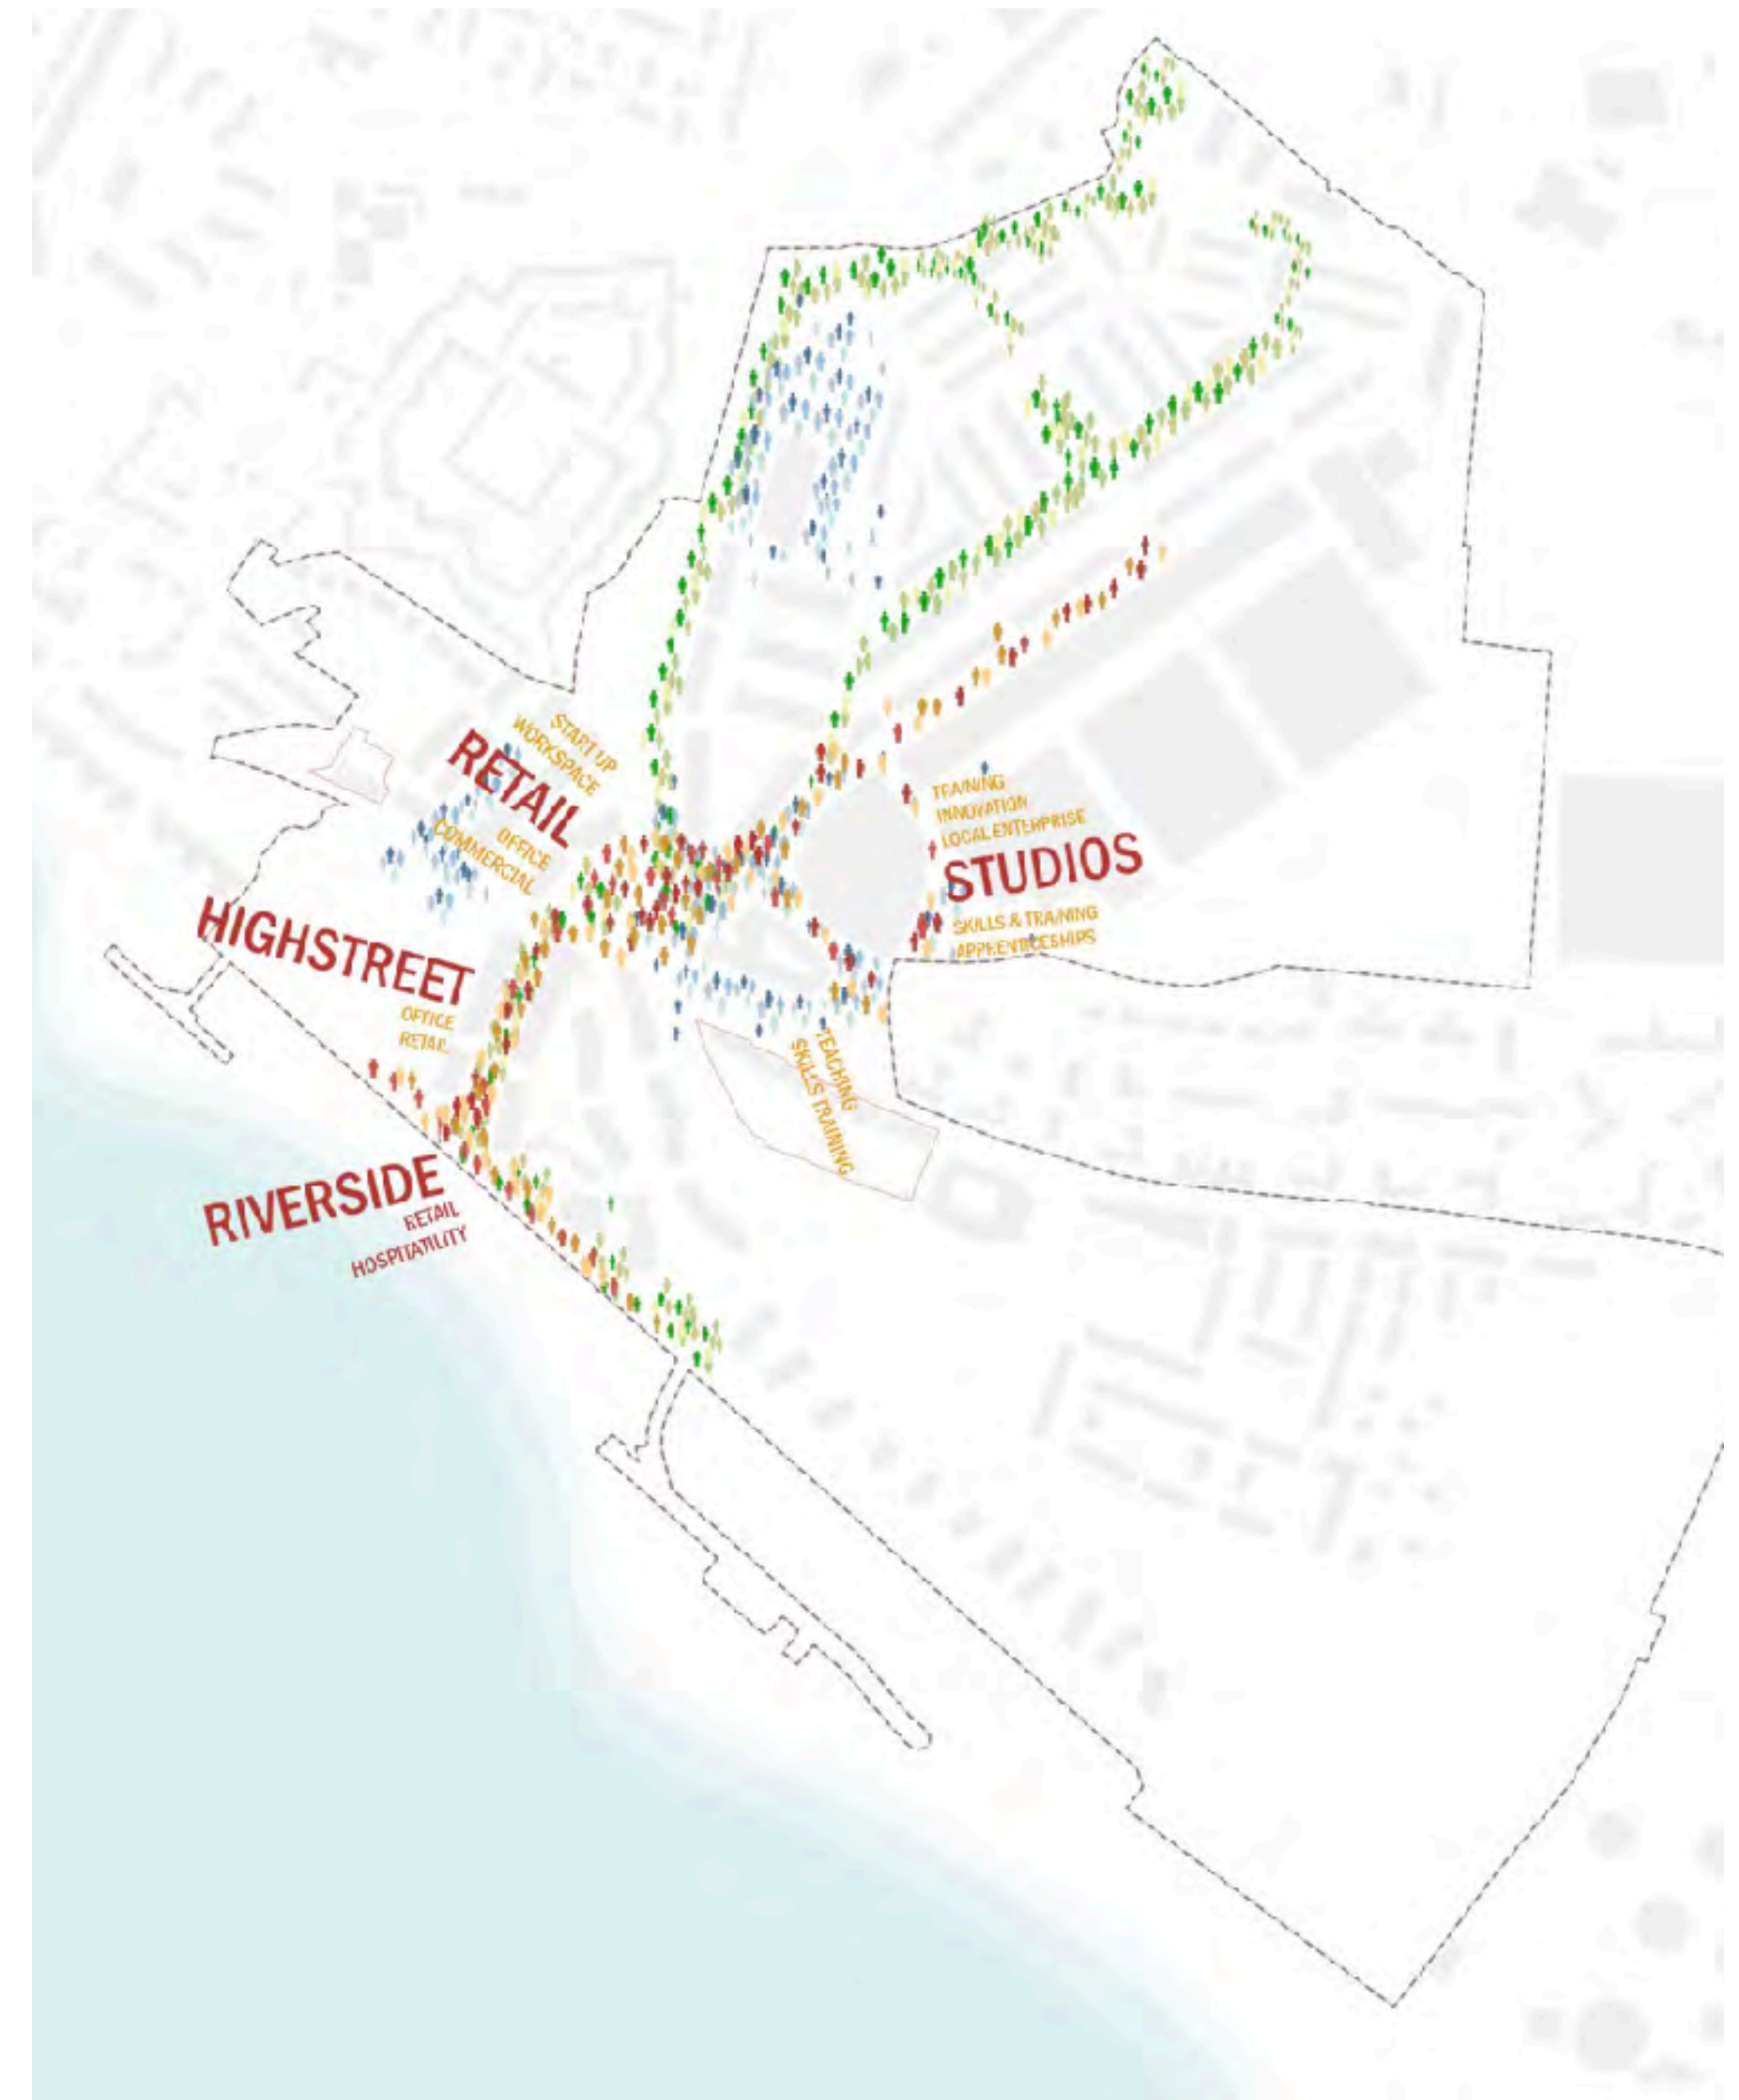 START UP
WORKSPACE
RETAIL
OFFICE
COMMERCIAL
TRAINING
INNOVATION
LOCAL ENTERPRISE
STUDIOS
SKILLS & TRAINING
APPRENTICESHIPS
HIGHSTREET
OFFICE
RETAIL
TEACHING
SKILLS TRAINING
RIVERSIDE
RETAIL
HOSPITATILITY